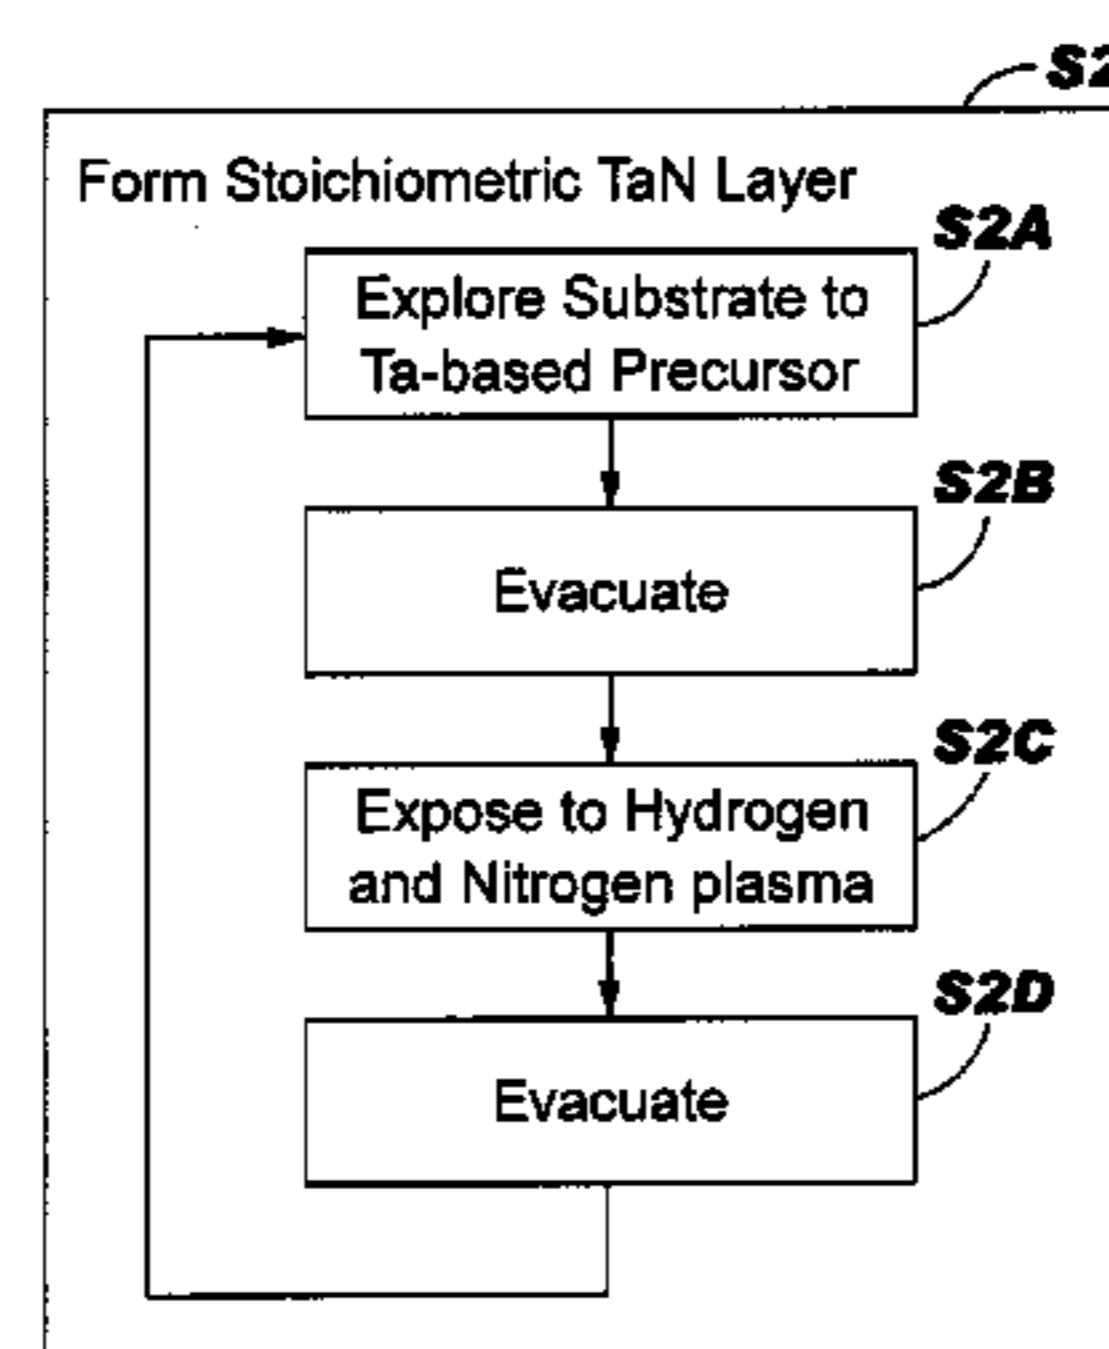 S2
Form Stoichiometric TaN Layer
S2A
Explore Substrate to
Ta-based Precursor
S2B
Evacuate
S2C
Expose to Hydrogen
and Nitrogen plasma
S2D
Evacuate